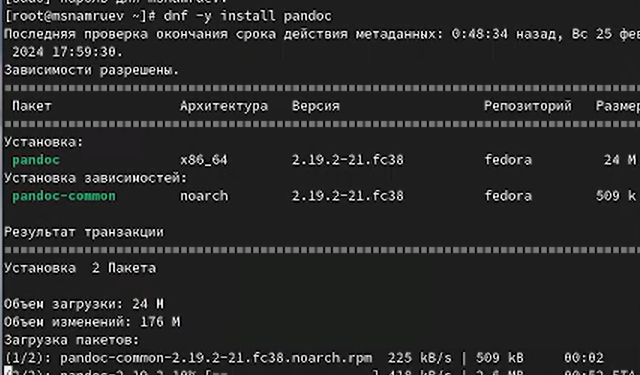 [sudo] пароль для msnamruev:
[root@msnamruev ~]# dnf -y install pandoc
Последняя проверка окончания срока действия метаданных: 0:48:34 назад, Вс 25 фев
2024 17:59:30.
Зависимости разрешены.
Пакет Архитектура Версия Репозиторий Размер
Установка:
pandoc x86_64 2.19.2-21.fc38 fedora 24 M
Установка зависимостей:
pandoc-common noarch 2.19.2-21.fc38 fedora 509 k
Результат транзакции
Установка 2 Пакета
Объем загрузки: 24 M
Объем изменений: 176 M
Загрузка пакетов:
(1/2): pandoc-common-2.19.2-21.fc38.noarch.rpm 225 kB/s | 509 kB 00:02